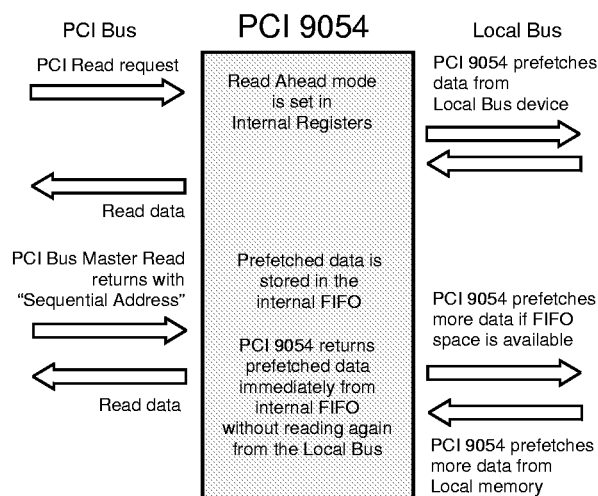 PCI Bus
PCI 9054
Local Bus
PCI Read request
Read Ahead mode
is set in
Internal Registers
PCI 9054 prefetches
data from
Local Bus device
Read data
PCI Bus Master Read
returns with
“Sequential Address”
Prefetched data is
stored in the
internal FIFO
PCI 9054 prefetches
more data if FIFO
space is available
PCI 9054 returns
prefetched data
immediately from
internal FIFO
without reading again
from the Local Bus
Read data
PCI 9054 prefetches
more data from
Local memory